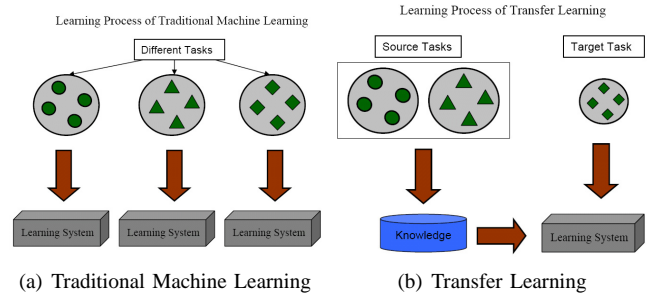 Learning Process of Traditional Machine Learning
Different Tasks
Learning System
Learning System
Learning System
(a) Traditional Machine Learning
Learning Process of Transfer Learning
Source Tasks
Target Task
Knowledge
Learning System
(b) Transfer Learning